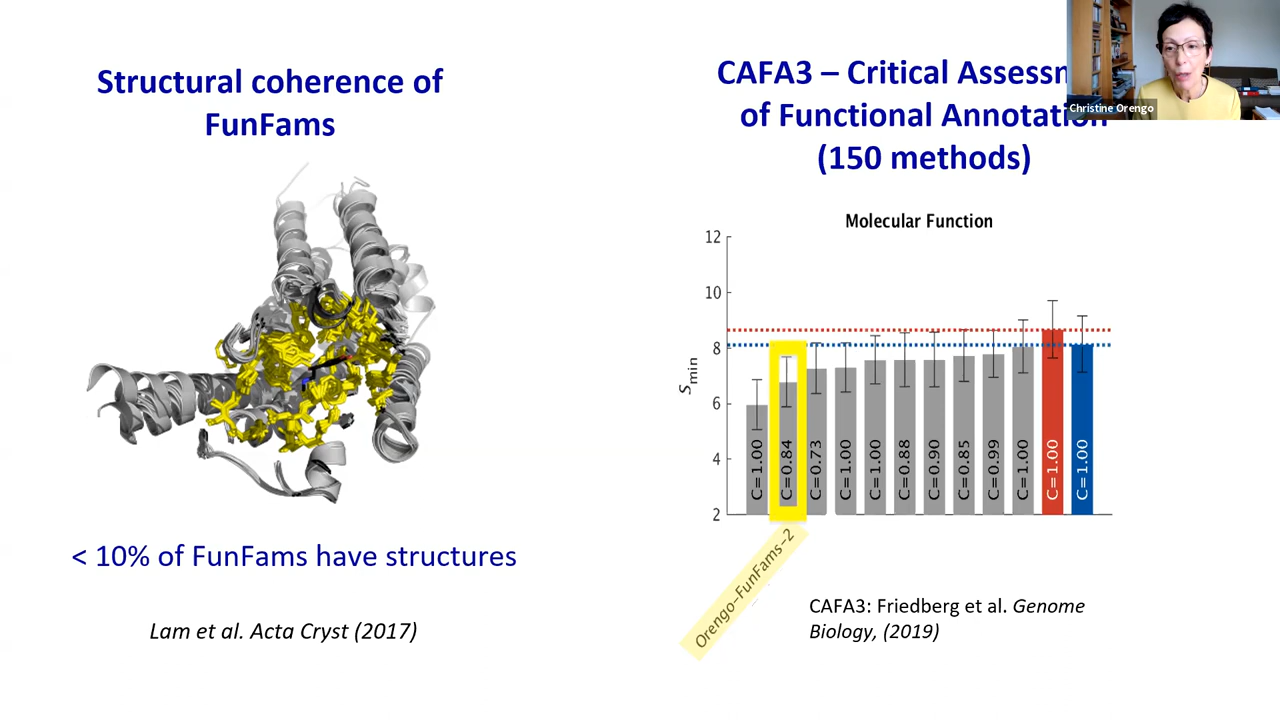 Structural coherence of
FunFams
< 10% of FunFams have structures
Lam et al. Acta Cryst (2017)
CAFA3 – Critical Assessm
of Functional Annotation
(150 methods)
Christine Orengo
Molecular Function
12
10
8
6
4
2
Smin
C=1.00
C=0.84
C=0.73
C=1.00
C=1.00
C=0.88
C=0.90
C=0.85
C=0.99
C=1.00
C=1.00
C=1.00
Orengo-FunFams-2
CAFA3: Friedberg et al. Genome
Biology, (2019)